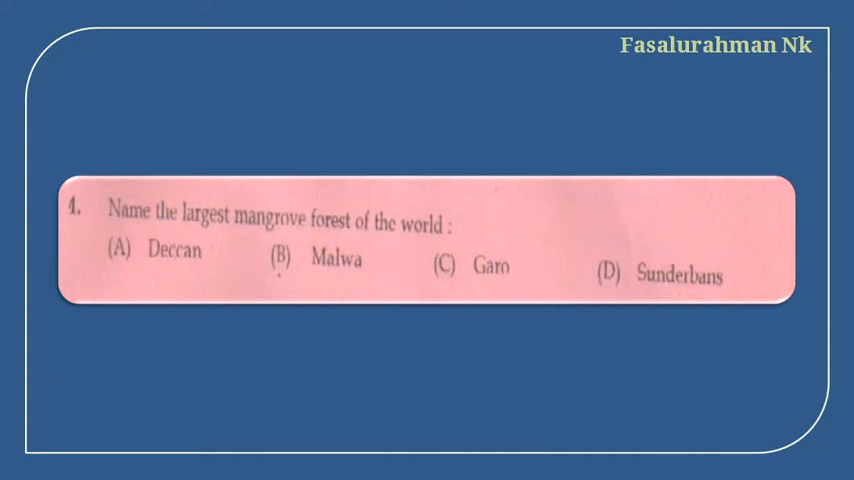 Fasalurahman Nk
4. Name the largest mangrove forest of the world :
(A) Deccan (B) Malwa (C) Garo (D) Sunderbans